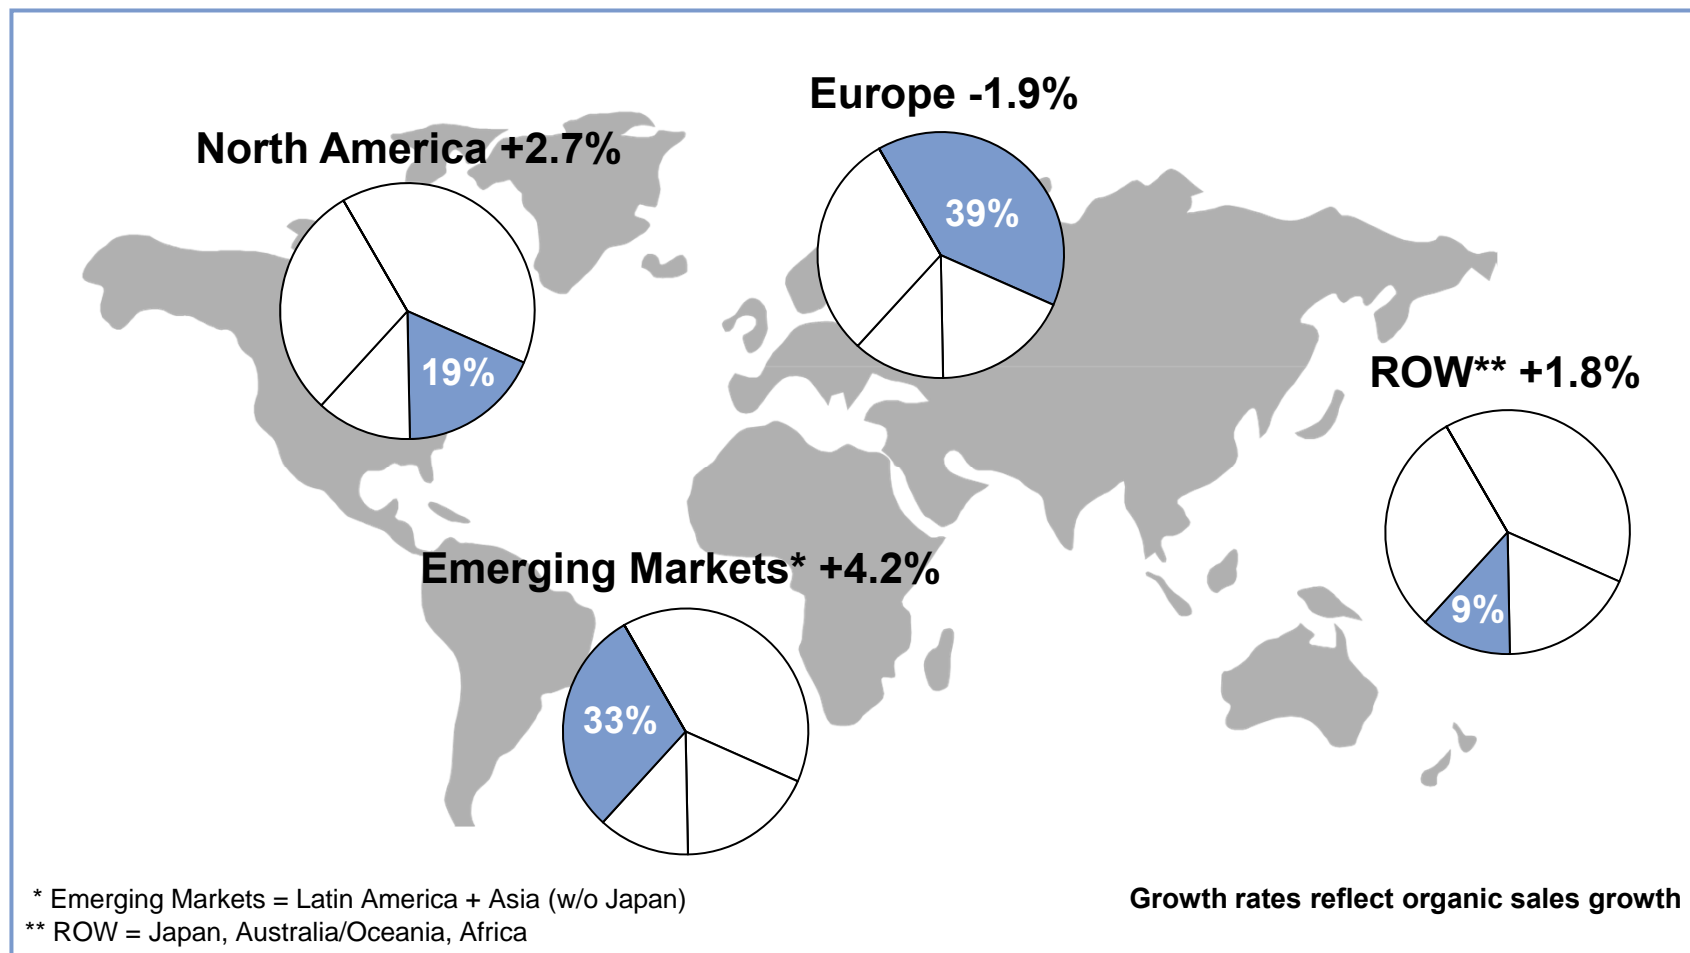 Europe -1.9%
39%
North America +2.7%
19%
ROW** +1.8%
9%
Emerging Markets* +4.2%
33%
* Emerging Markets = Latin America + Asia (w/o Japan)
** ROW = Japan, Australia/Oceania, Africa
Growth rates reflect organic sales growth